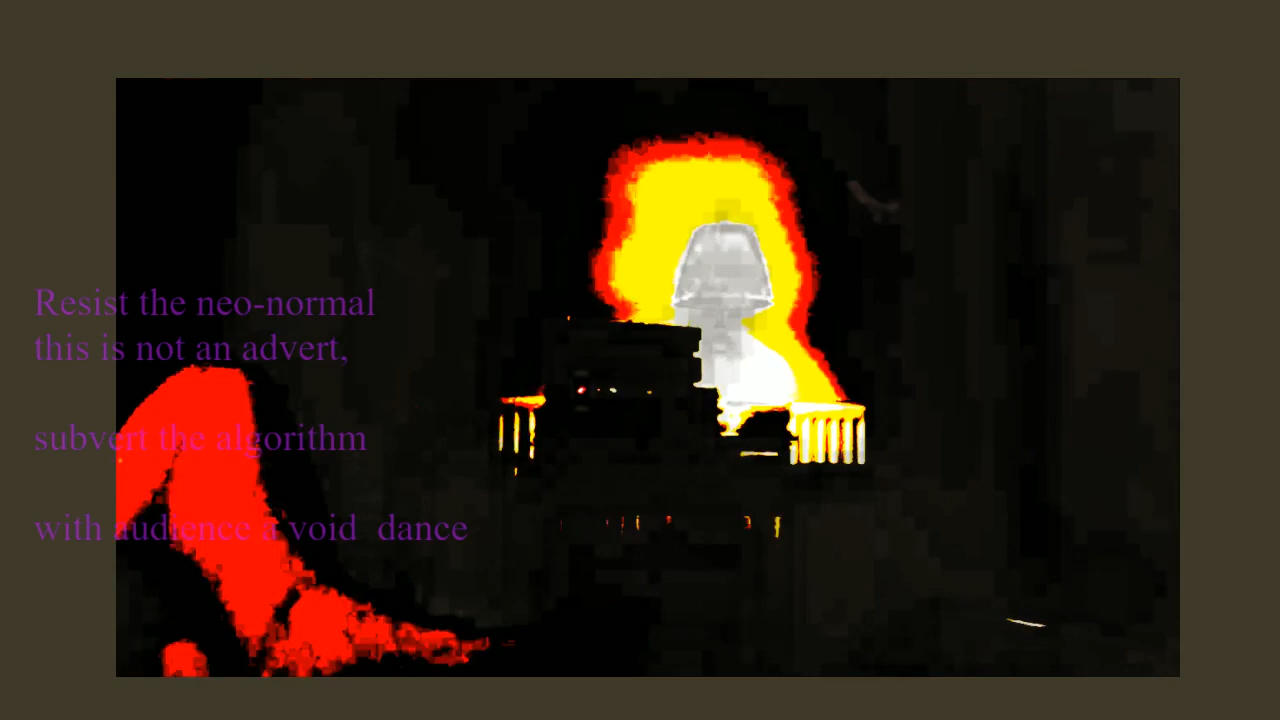 Resist the neo-normal
this is not an advert,
subvert the algorithm
with audience a void  dance